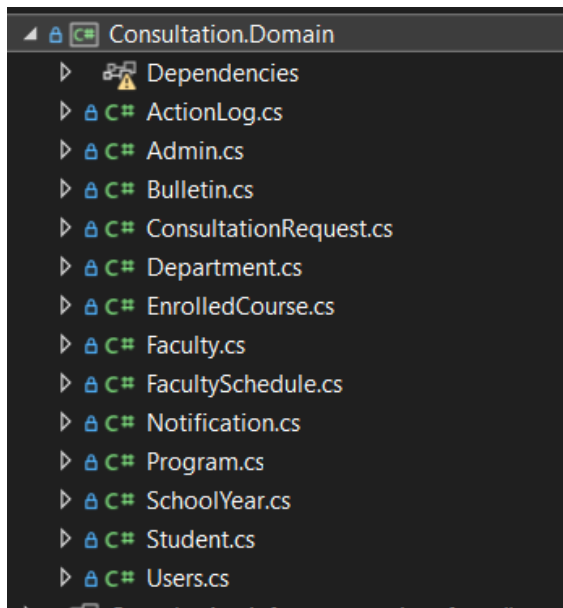 C# Consultation.Domain
Dependencies
C# ActionLog.cs
C# Admin.cs
C# Bulletin.cs
C# ConsultationRequest.cs
C# Department.cs
C# EnrolledCourse.cs
C# Faculty.cs
C# FacultySchedule.cs
C# Notification.cs
C# Program.cs
C# SchoolYear.cs
C# Student.cs
C# Users.cs